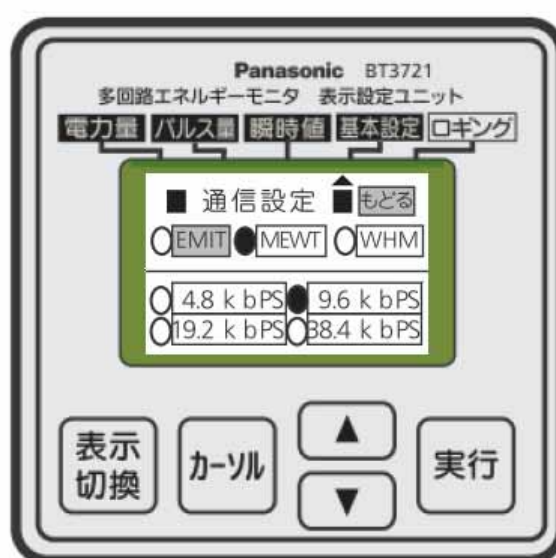 Panasonic BT3721
多回路エネルギーモニタ 表示設定ユニット
電力量 パルス量 瞬時値 基本設定 ロギング
■ 通信設定 ■ もどる
EMIT MEWT WHM
4.8 k bPS 9.6 k bPS
19.2 k bPS 38.4 k bPS
表示切換 カーソル ▲ ▼ 実行